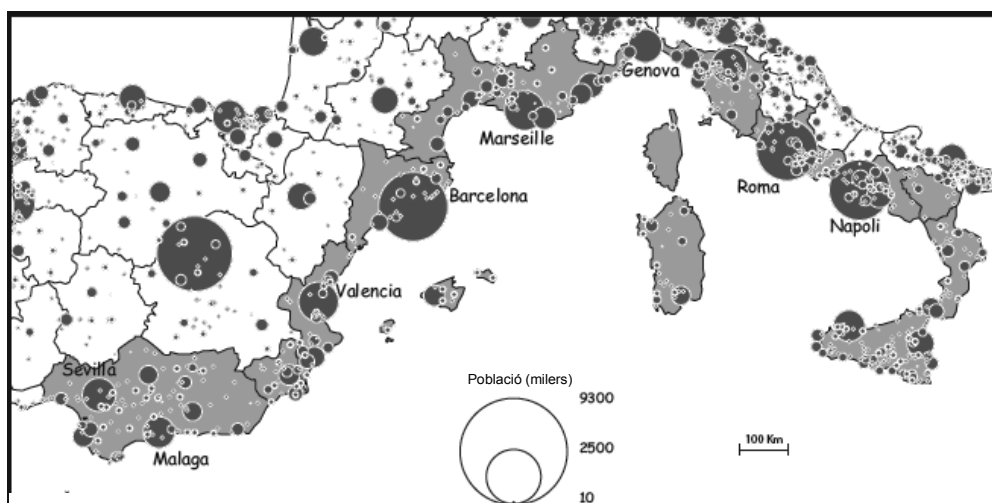 Genova
Marseille
Barcelona
Roma
Napoli
Valencia
Sevilla
Malaga
Població (milers)
9300
2500
10
100 Km